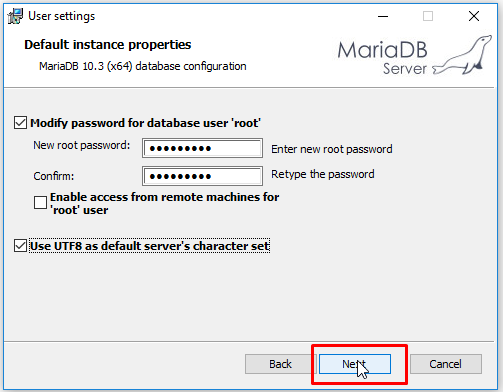 User settings
Default instance properties
MariaDB 10.3 (x64) database configuration
MariaDB
Server
Modify password for database user 'root'
New root password: ●●●●●●●●● Enter new root password
Confirm: ●●●●●●●●● Retype the password
Enable access from remote machines for
'root' user
Use UTF8 as default server's character set
Back Next Cancel